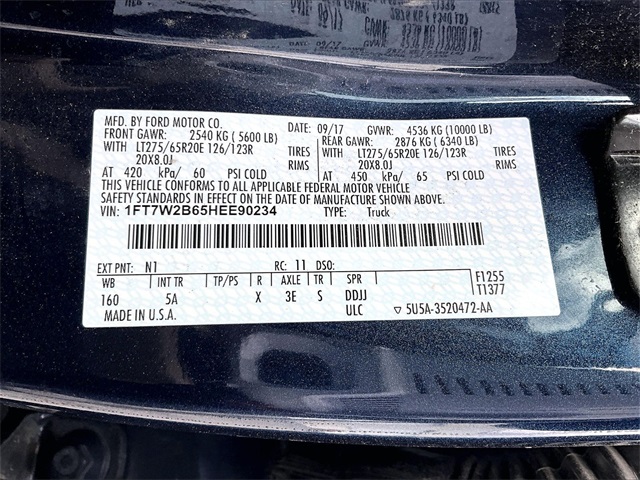 MFD. BY FORD MOTOR CO.
DATE: 09/17 GVWR: 4536 KG (10000 LB)
FRONT GAWR: 2540 KG ( 5600 LB)
REAR GAWR: 2876 KG ( 6340 LB)
WITH LT275/65R20E 126/123R TIRES
WITH LT275/65R20E 126/123R TIRES
20X8.0J RIMS
20X8.0J RIMS
AT 420 kPa/ 60 PSI COLD
AT 450 kPa/ 65 PSI COLD
THIS VEHICLE CONFORMS TO ALL APPLICABLE FEDERAL MOTOR VEHICLE
SAFETY STANDARDS IN EFFECT ON THE DATE OF MANUFACTURE SHOWN ABOVE.
VIN: 1FT7W2B65HEE90234 TYPE: Truck
EXT PNT: N1 RC: 11 DSO:
WB INT TR TP/PS R AXLE TR SPR
160 5A X 3E S DDJJ
F1255
T1377
MADE IN U.S.A. ULC ▽ 5U5A-3520472-AA